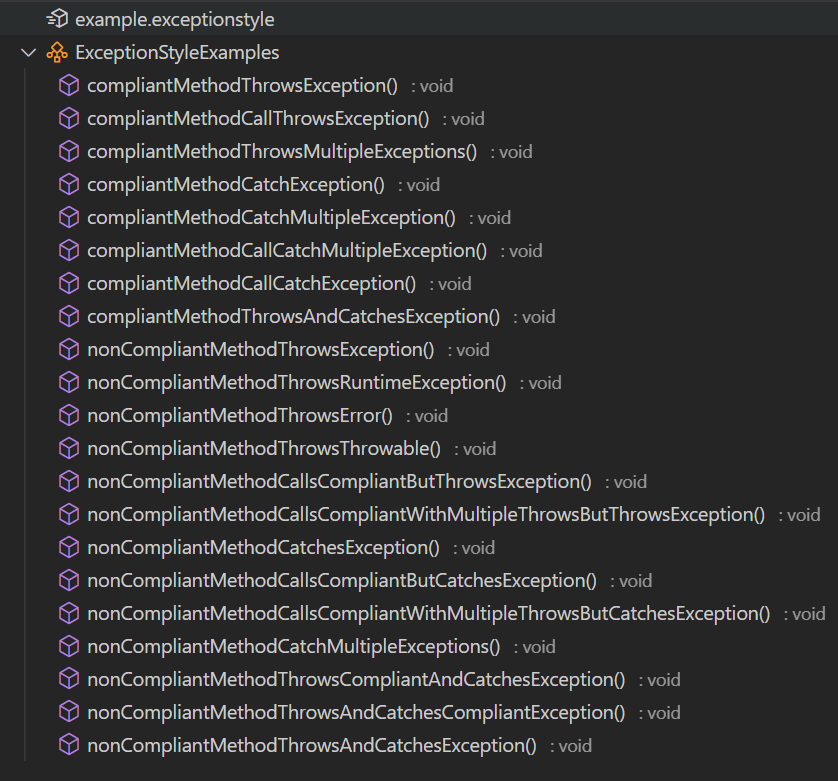 example.exceptionstyle
ExceptionStyleExamples
compliantMethodThrowsException() : void
compliantMethodCallThrowsException() : void
compliantMethodThrowsMultipleExceptions() : void
compliantMethodCatchException() : void
compliantMethodCatchMultipleException() : void
compliantMethodCallCatchMultipleException() : void
compliantMethodCallCatchException() : void
compliantMethodThrowsAndCatchesException() : void
nonCompliantMethodThrowsException() : void
nonCompliantMethodThrowsRuntimeException() : void
nonCompliantMethodThrowsError() : void
nonCompliantMethodThrowsThrowable() : void
nonCompliantMethodCallsCompliantButThrowsException() : void
nonCompliantMethodCallsCompliantWithMultipleThrowsButThrowsException() : void
nonCompliantMethodCatchesException() : void
nonCompliantMethodCallsCompliantButCatchesException() : void
nonCompliantMethodCallsCompliantWithMultipleThrowsButCatchesException() : void
nonCompliantMethodCatchMultipleExceptions() : void
nonCompliantMethodThrowsCompliantAndCatchesException() : void
nonCompliantMethodThrowsAndCatchesCompliantException() : void
nonCompliantMethodThrowsAndCatchesException() : void